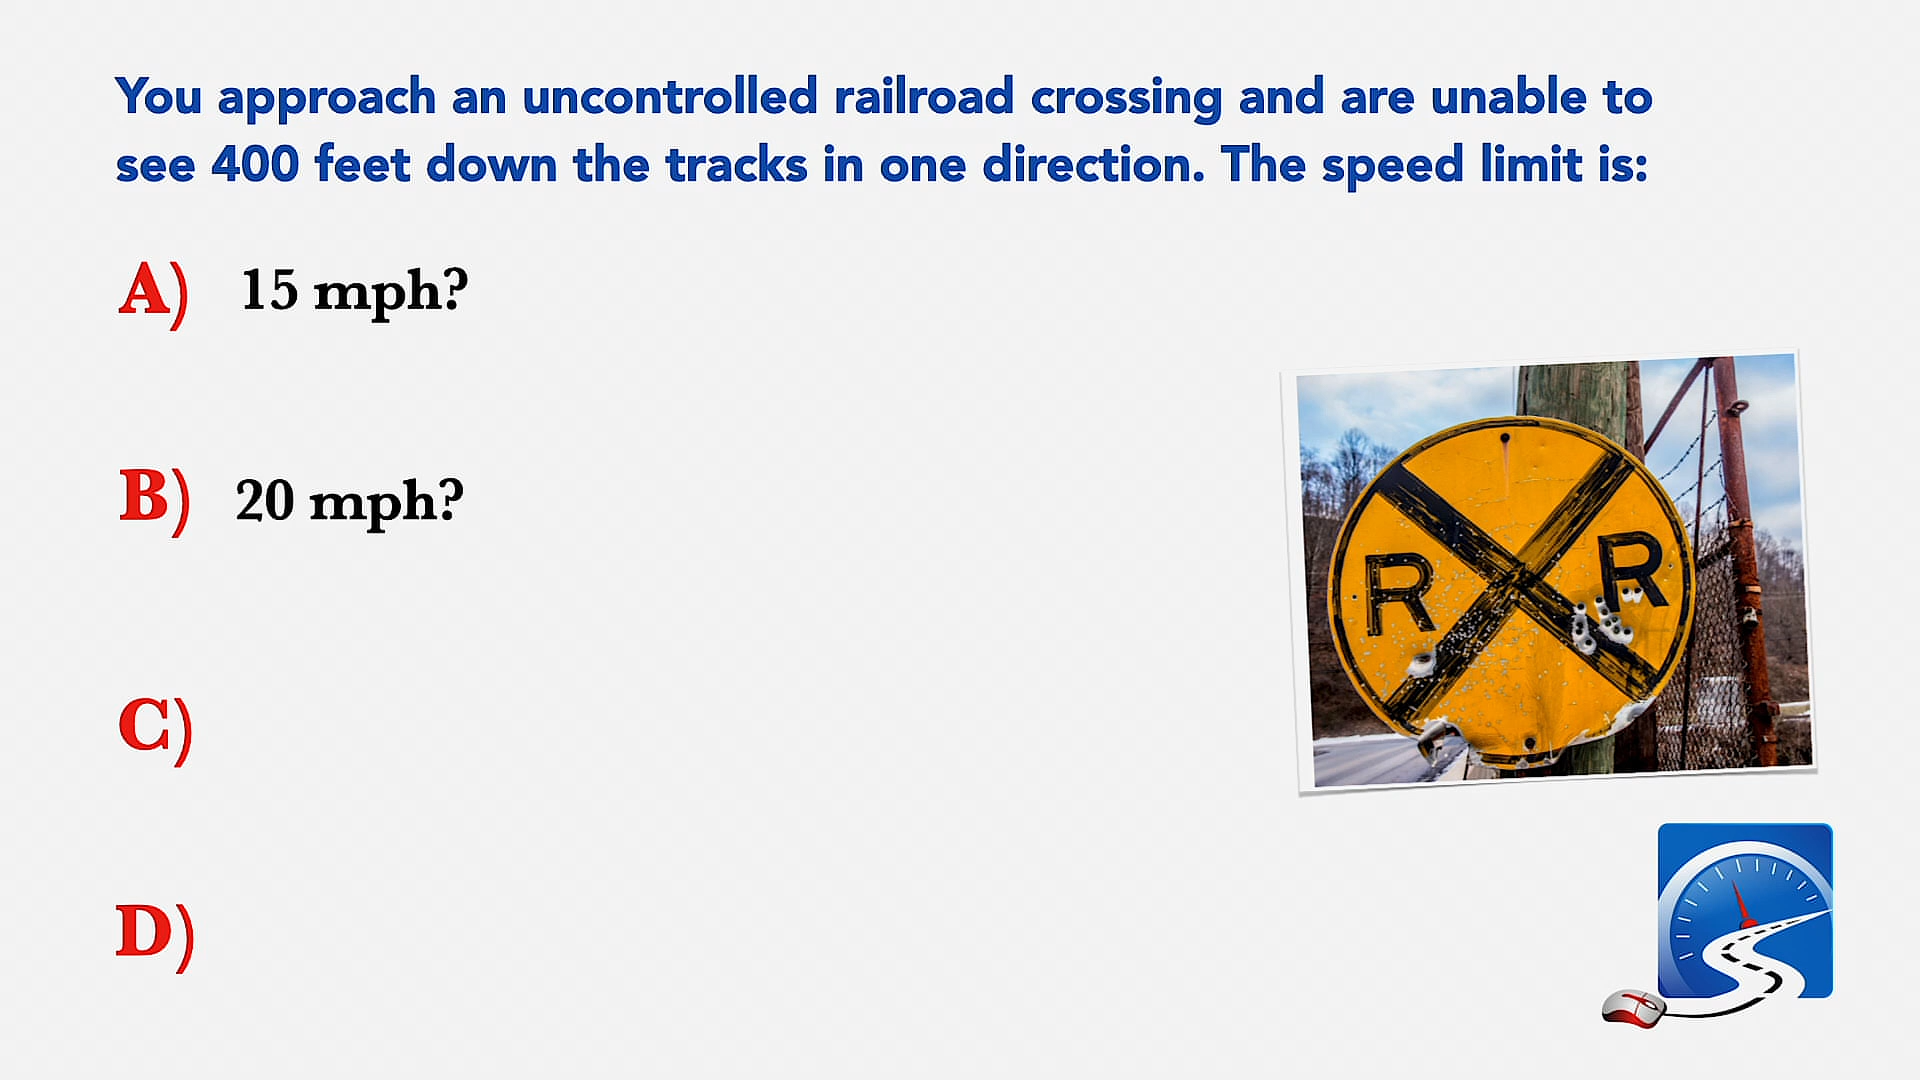 You approach an uncontrolled railroad crossing and are unable to
see 400 feet down the tracks in one direction. The speed limit is:
A) 15 mph?
B) 20 mph?
R R
C)
D)